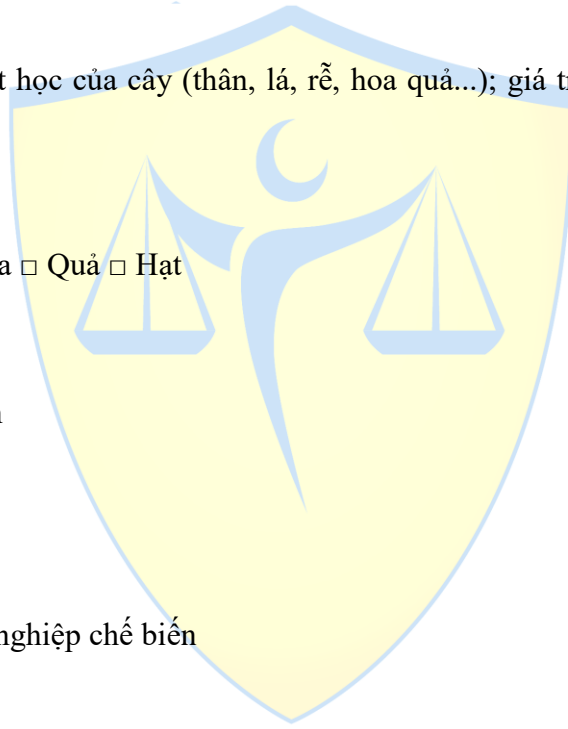 t học của cây (thân, lá, rễ, hoa quả...); giá tr
a □ Quả □ Hạt
nghiệp chế biến